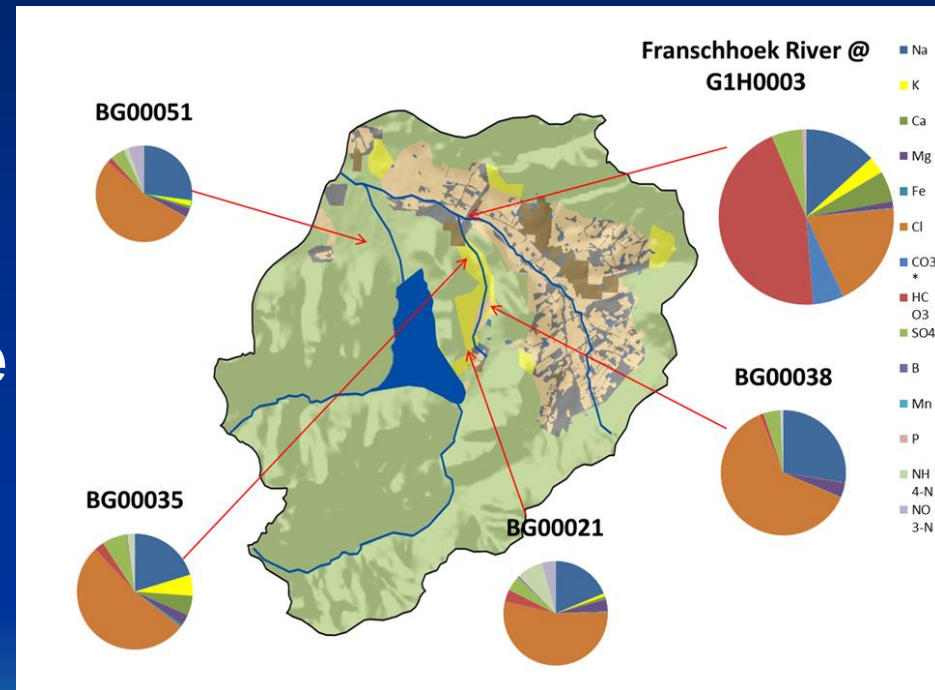 Franschhoek River @
G1H0003
BG00051
Na
K
Ca
Mg
Fe
Cl
CO3
*
HC
O3
SO4
B
Mn
P
NH
4-N
NO
3-N
e
BG00038
BG00035
BG00021